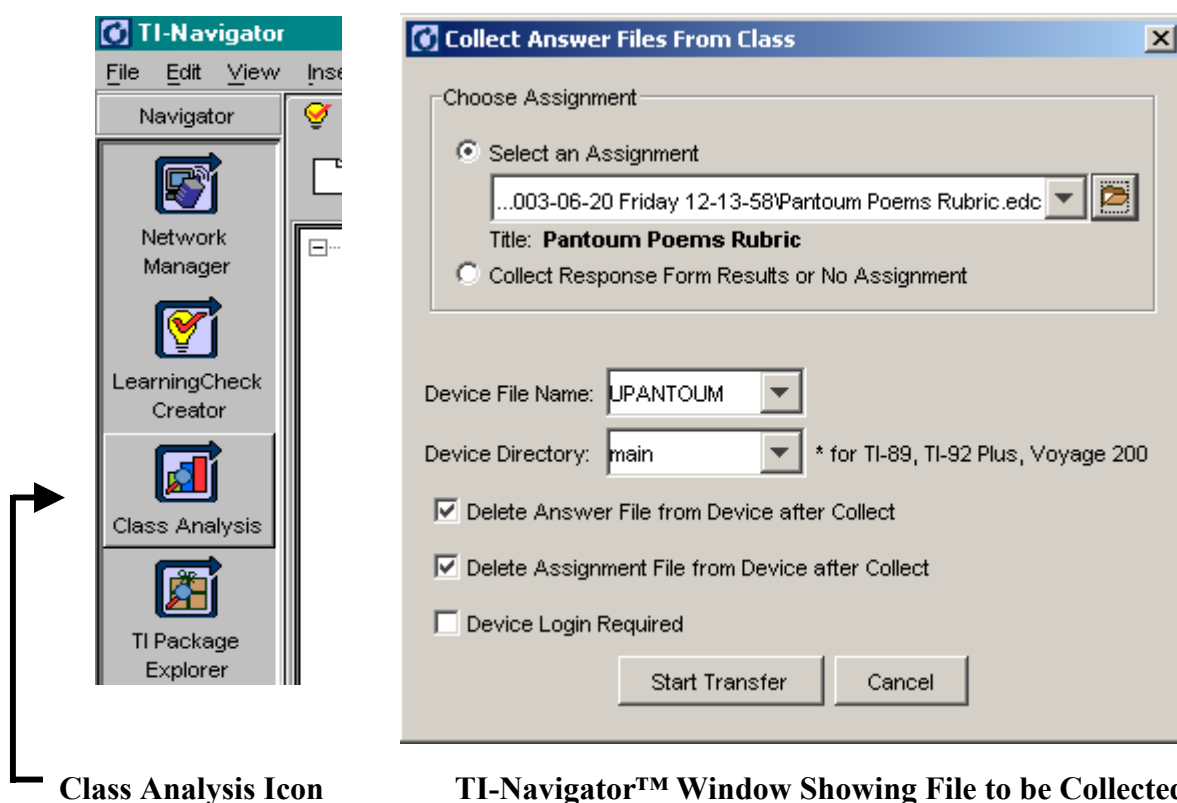 TI-Navigator
File Edit View Inse
Navigator
Network
Manager
LearningCheck
Creator
Class Analysis
TI Package
Explorer
Collect Answer Files From Class
Choose Assignment
Select an Assignment
...003-06-20 Friday 12-13-58\Pantoum Poems Rubric.edc
Title: Pantoum Poems Rubric
Collect Response Form Results or No Assignment
Device File Name: UPANTOUM
Device Directory: main * for TI-89, TI-92 Plus, Voyage 200
Delete Answer File from Device after Collect
Delete Assignment File from Device after Collect
Device Login Required
Start Transfer Cancel
Class Analysis Icon
TI-Navigator™ Window Showing File to be Collected